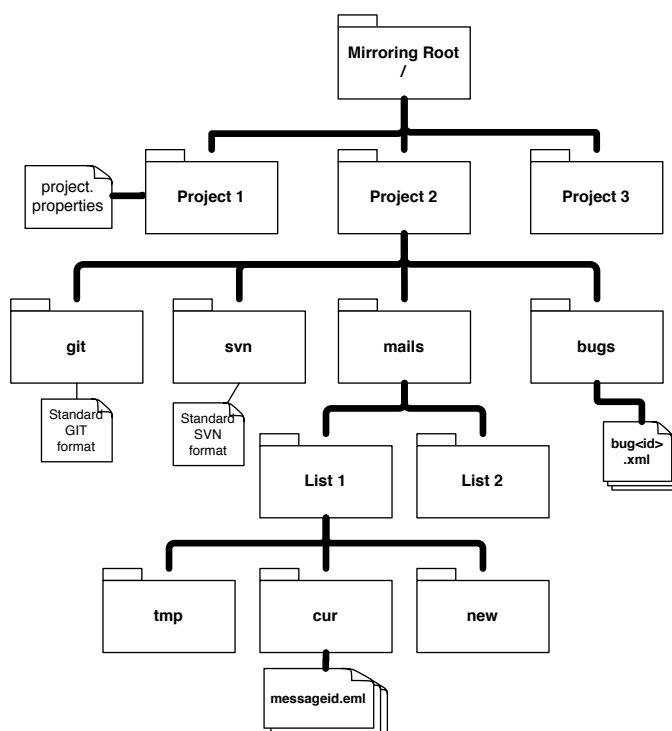 Mirroring Root
/
project.
properties
Project 1
Project 2
Project 3
git
svn
mails
bugs
Standard
GIT
format
Standard
SVN
format
bug<id>
.xml
List 1
List 2
tmp
cur
new
messageid.eml